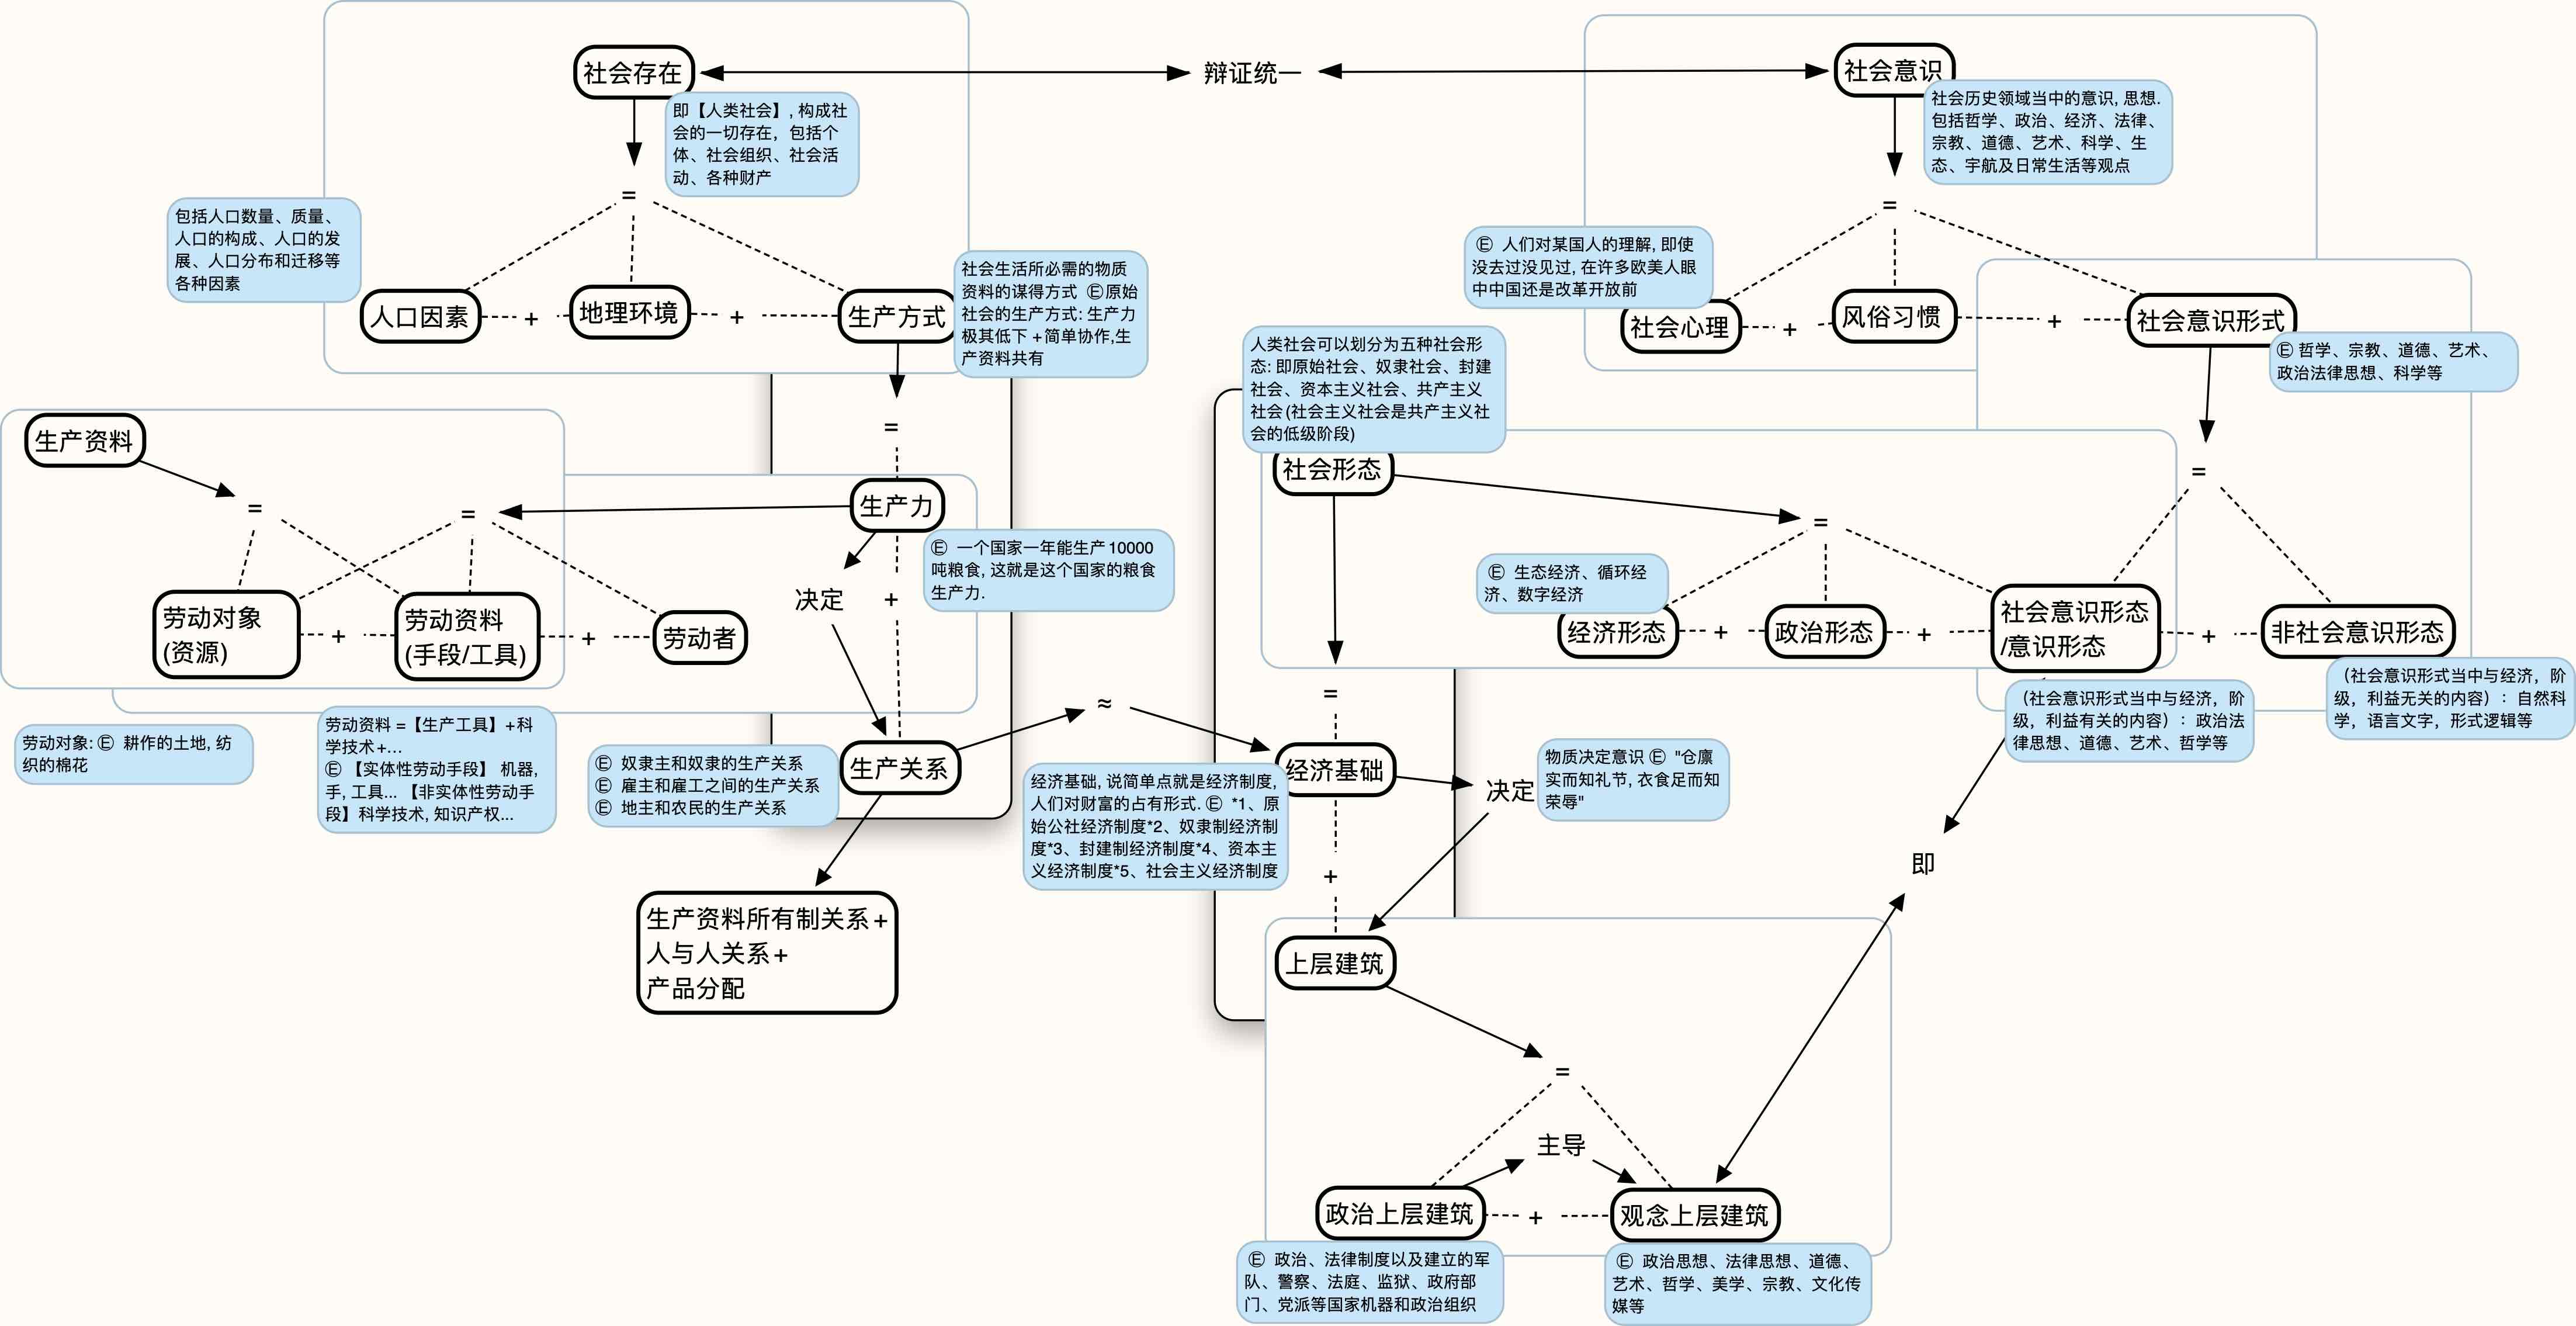 社会存在
辩证统一
社会意识
即【人类社会】, 构成社
会的一切存在，包括个
体、社会组织、社会活
动、各种财产
社会历史领域当中的意识, 思想.
包括哲学、政治、经济、法律、
宗教、道德、艺术、科学、生
态、宇航及日常生活等观点
=
=
包括人口数量、质量、
人口的构成、人口的发
展、人口分布和迁移等
各种因素
人口因素
+
地理环境
+
生产方式
社会生活所必需的物质
资料的谋得方式 Ⓔ原始
社会的生产方式: 生产力
极其低下 +简单协作,生
产资料共有
Ⓔ 人们对某国人的理解, 即使
没去过没见过, 在许多欧美人眼
中中国还是改革开放前
社会心理
+
风俗习惯
+
社会意识形式
Ⓔ 哲学、宗教、道德、艺术、
政治法律思想、科学等
人类社会可以划分为五种社会形
态: 即原始社会、奴隶社会、封建
社会、资本主义社会、共产主义
社会(社会主义社会是共产主义社
会的低级阶段)
社会形态
=
=
=
生产资料
=
=
生产力
Ⓔ 一个国家一年能生产10000
吨粮食, 这就是这个国家的粮食
生产力.
决定
+
劳动对象
(资源)
+
劳动资料
(手段/工具)
+
劳动者
Ⓔ 生态经济、循环经
济、数字经济
经济形态
+
政治形态
+
社会意识形态
/意识形态
+
非社会意识形态
（社会意识形式当中与经济，阶
级，利益有关的内容）：政治法
律思想、道德、艺术、哲学等
（社会意识形式当中与经济，阶
级，利益无关的内容）：自然科
学，语言文字，形式逻辑等
劳动对象: Ⓔ 耕作的土地, 纺
织的棉花
劳动资料 =【生产工具】+科
学技术+...
Ⓔ 【实体性劳动手段】 机器,
手, 工具... 【非实体性劳动手
段】科学技术, 知识产权...
Ⓔ 奴隶主和奴隶的生产关系
Ⓔ 雇主和雇工之间的生产关系
Ⓔ 地主和农民的生产关系
生产关系
≈
=
经济基础
经济基础, 说简单点就是经济制度,
人们对财富的占有形式. Ⓔ *1、原
始公社经济制度*2、奴隶制经济制
度*3、封建制经济制度*4、资本主
义经济制度*5、社会主义经济制度
决定
物质决定意识 Ⓔ "仓廪
实而知礼节, 衣食足而知
荣辱"
即
+
生产资料所有制关系+
人与人关系+
产品分配
上层建筑
=
主导
政治上层建筑
+
观念上层建筑
Ⓔ 政治、法律制度以及建立的军
队、警察、法庭、监狱、政府部
门、党派等国家机器和政治组织
Ⓔ 政治思想、法律思想、道德、
艺术、哲学、美学、宗教、文化传
媒等